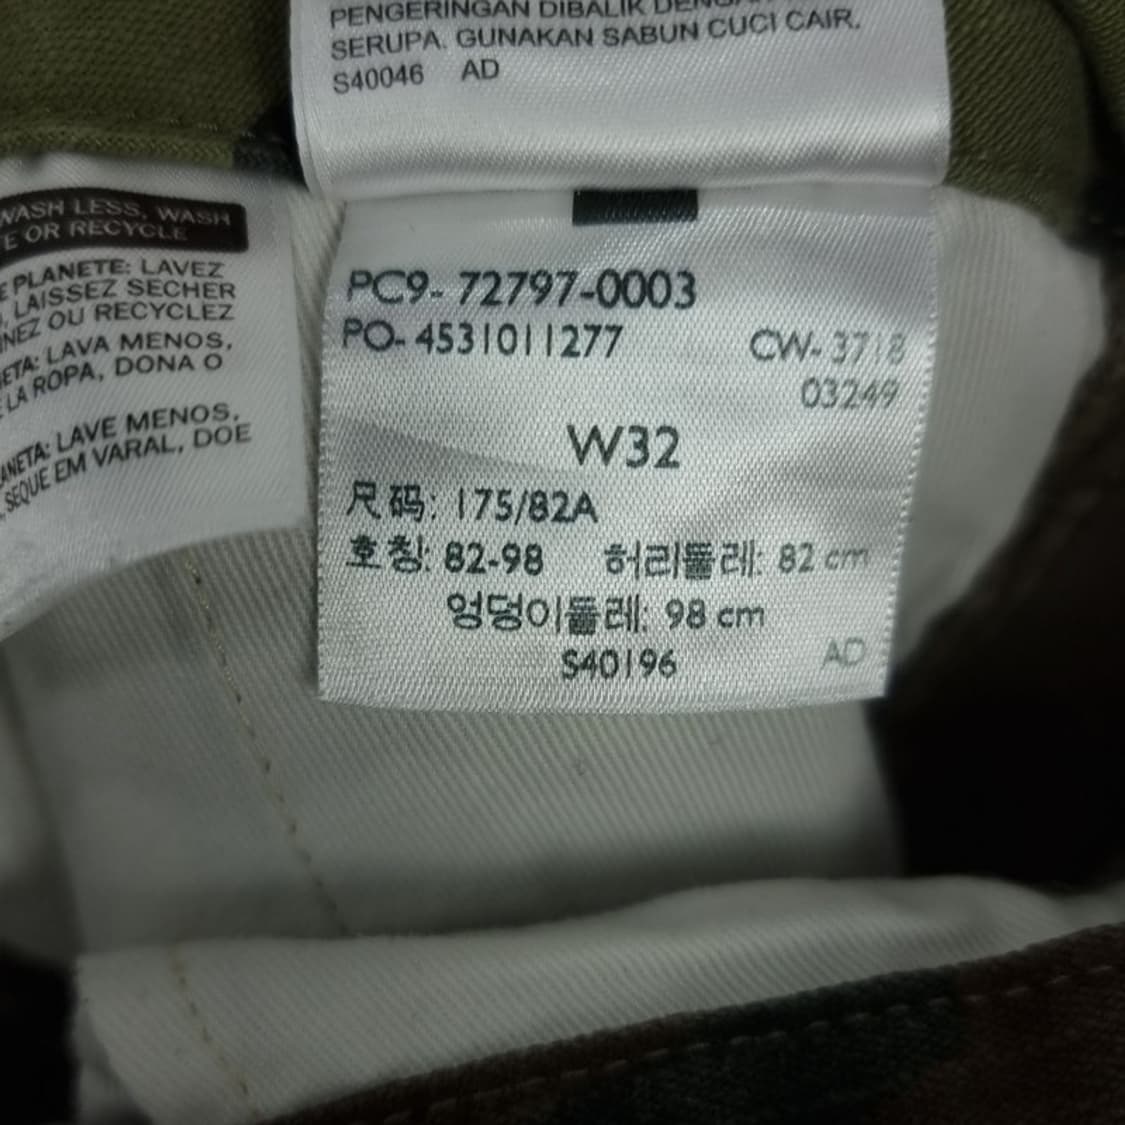 PENGERINGAN DIBALIK
SERUPA. GUNAKAN SABUN CUCI CAIR.
S40046 AD
WASH LESS, WASH
E OR RECYCLE
E PLANETE: LAVEZ
, LAISSEZ SECHER
NEZ OU RECYCLEZ
ETA: LAVA MENOS,
LA ROPA, DONA O
ANETA: LAVE MENOS,
SEQUE EM VARAL, DOE
PC9- 72797-0003
PO- 4531011277 CW- 3718
03249
W32
尺码: 175/82A
호칭: 82-98 허리둘레: 82 cm
엉덩이둘레: 98 cm
S40196 AD